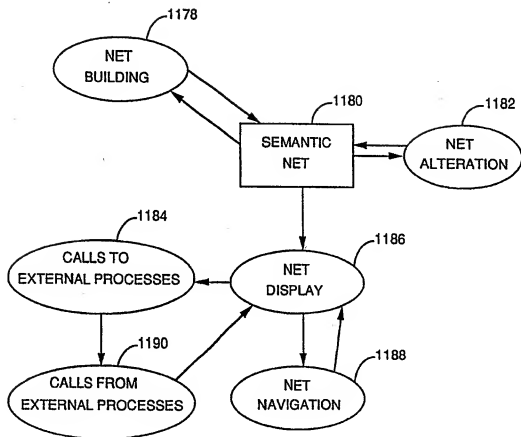 1178
NET
BUILDING
1180
SEMANTIC
NET
1182
NET
ALTERATION
1184
CALLS TO
EXTERNAL PROCESSES
1186
NET
DISPLAY
1190
CALLS FROM
EXTERNAL PROCESSES
1188
NET
NAVIGATION